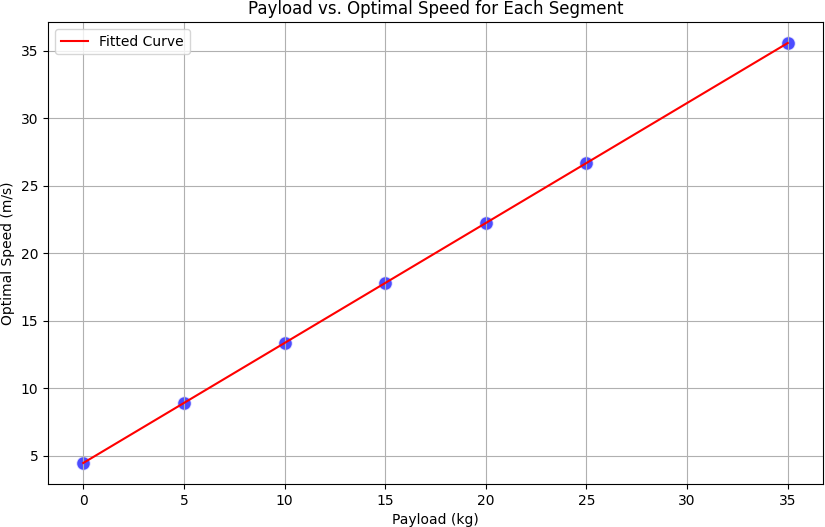 Payload vs. Optimal Speed for Each Segment
Fitted Curve
35
30
25
20
15
10
5
Optimal Speed (m/s)
0 5 10 15 20 25 30 35
Payload (kg)